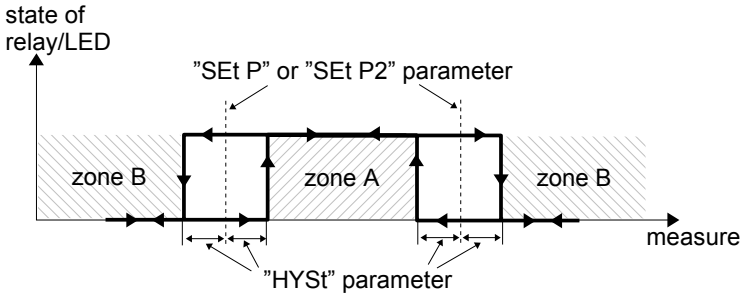 state of
relay/LED
”SEt P” or ”SEt P2” parameter
zone B
zone A
zone B
measure
”HYSt” parameter